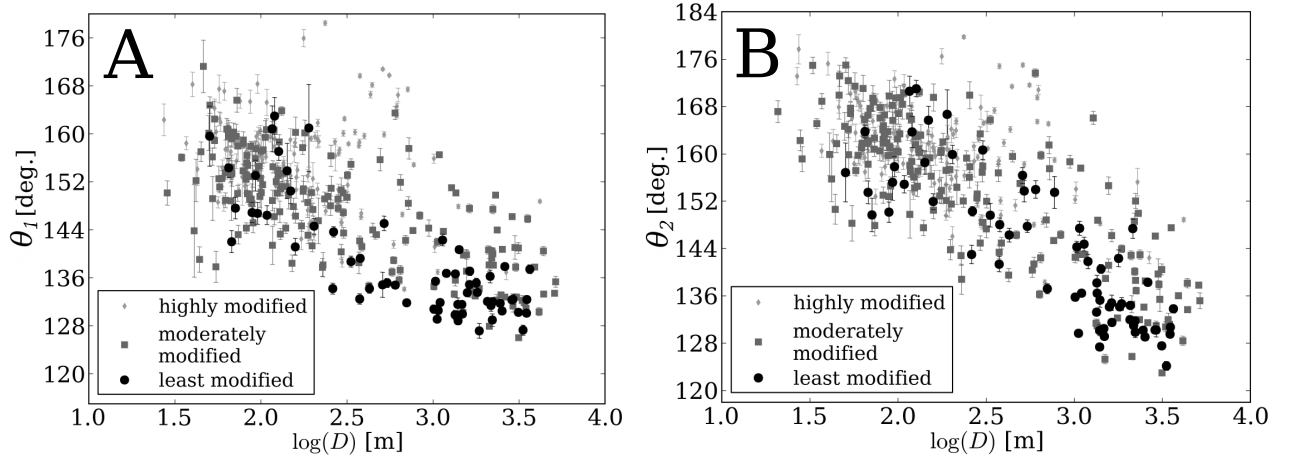 A
θ1 [deg.]
176
168
160
152
144
136
128
120
highly modified
moderately
modified
least modified
1.0 1.5 2.0 2.5 3.0 3.5 4.0
log(D) [m]
B
θ2 [deg.]
184
176
168
160
152
144
136
128
120
highly modified
moderately
modified
least modified
1.0 1.5 2.0 2.5 3.0 3.5 4.0
log(D) [m]